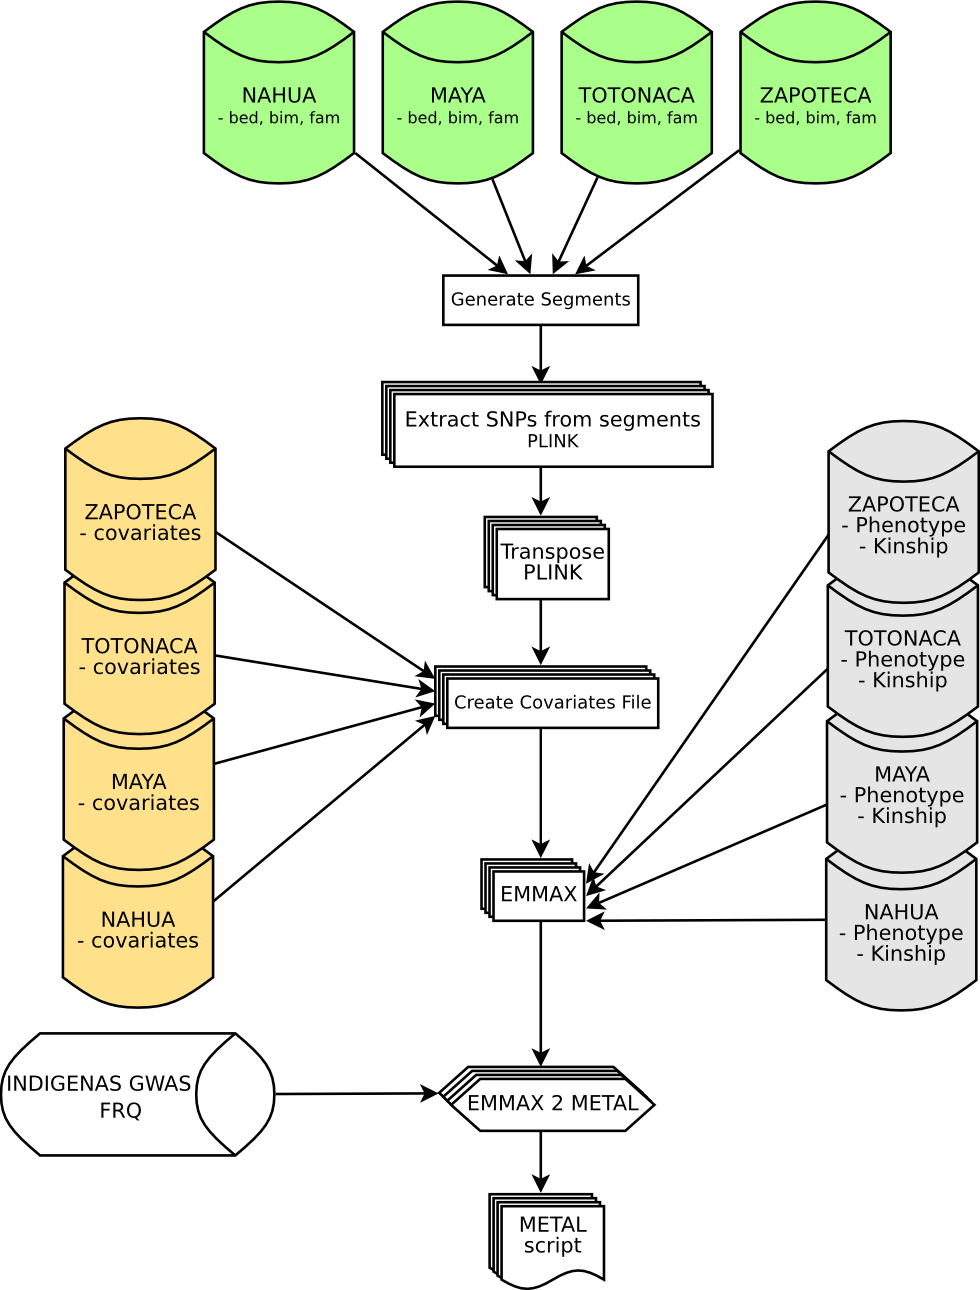 NAHUA
- bed, bim, fam
MAYA
- bed, bim, fam
TOTONACA
- bed, bim, fam
ZAPOTECA
- bed, bim, fam
Generate Segments
Extract SNPs from segments
PLINK
Transpose
PLINK
Create Covariates File
ZAPOTECA
- covariates
TOTONACA
- covariates
MAYA
- covariates
NAHUA
- covariates
ZAPOTECA
- Phenotype
- Kinship
TOTONACA
- Phenotype
- Kinship
MAYA
- Phenotype
- Kinship
NAHUA
- Phenotype
- Kinship
EMMAX
INDIGENAS GWAS
FRQ
EMMAX 2 METAL
METAL
script